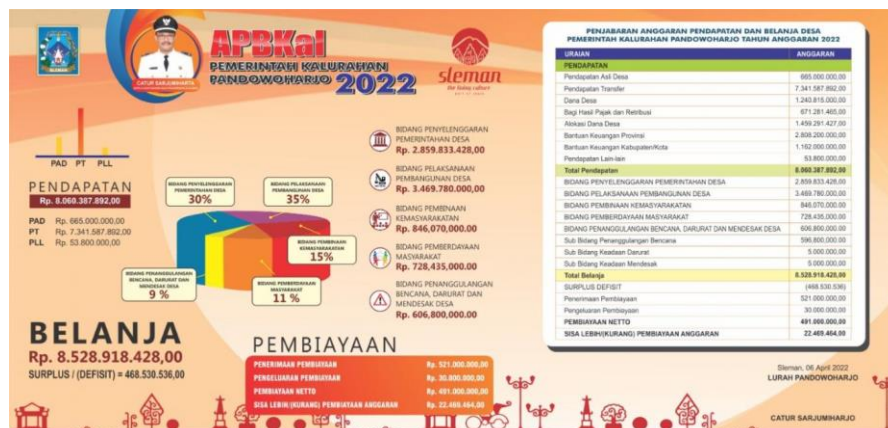 SLEMAN
CATUR SARJUMIHARTA
APBKal
PEMERINTAH KALURAHAN
PANDOWOHARJO 2022
sleman
the living culture
PAD PT PLL
PENDAPATAN
Rp. 8.060.387.892,00
PAD Rp. 665.000.000,00
PT Rp. 7.341.587.892,00
PLL Rp. 53.800.000,00
BIDANG PENYELENGGARAN
PEMERINTAHAN DESA
30%
BIDANG PELAKSANAAN
PEMBANGUNAN DESA
35%
BIDANG PEMBINAAN
KEMASYARAKATAN
15%
BIDANG PEMBERDAYAAN
MASYARAKAT
11 %
BIDANG PENANGGULANGAN
BENCANA, DARURAT DAN
MENDESAK DESA
9 %
BIDANG PENYELENGGARAN
PEMERINTAHAN DESA
Rp. 2.859.833.428,00
BIDANG PELAKSANAAN
PEMBANGUNAN DESA
Rp. 3.469.780.000,00
BIDANG PEMBINAAN
KEMASYARAKATAN
Rp. 846,070,000,00
BIDANG PEMBERDAYAAN
MASYARAKAT
Rp. 728,435,000,00
BIDANG PENANGGULANGAN
BENCANA, DARURAT DAN
MENDESAK DESA
Rp. 606,800,000.00
BELANJA
Rp. 8.528.918.428,00
SURPLUS / (DEFISIT) = 468.530.536,00
PEMBIAYAAN
PENERIMAAN PEMBIAYAAN Rp. 521.000.000,00
PENGELUARAN PEMBIAYAAN Rp. 30.000.000,00
PEMBIAYAAN NETTO Rp. 491.000.000,00
SISA LEBIH/(KURANG) PEMBIAYAAN ANGGARAN Rp. 22.469.464,00
PENJABARAN ANGGARAN PENDAPATAN DAN BELANJA DESA
PEMERINTAH KALURAHAN PANDOWOHARJO TAHUN ANGGARAN 2022
URAIAN ANGGARAN
PENDAPATAN
Pendapatan Asli Desa 665.000.000,00
Pendapatan Transfer 7,341.587.892,00
Dana Desa 1.240.815.000,00
Bagi Hasil Pajak dan Retribusi 671.281.465,00
Alokasi Dana Desa 1.459.291.427,00
Bantuan Keuangan Provinsi 2.808.200.000,00
Bantuan Keuangan Kabupaten/Kota 1.162.000.000,00
Pendapatan Lain-lain 53.800.000,00
Total Pendapatan 8.060.387.892,00
BIDANG PENYELENGGARAN PEMERINTAHAN DESA 2.859.833.428,00
BIDANG PELAKSANAAN PEMBANGUNAN DESA 3.469.780.000,00
BIDANG PEMBINAAN KEMASYARAKATAN 846,070,000,00
BIDANG PEMBERDAYAAN MASYARAKAT 728,435,000,00
BIDANG PENANGGULANGAN BENCANA, DARURAT DAN MENDESAK DESA 606,800,000,00
Sub Bidang Penanggulangan Bencana 596,800.000,00
Sub Bidang Keadaan Darurat 5.000.000,00
Sub Bidang Keadaan Mendesak 5.000.000,00
Total Belanja 8.528.918.428,00
SURPLUS DEFISIT (468.530.536)
Penerimaan Pembiayaan 521.000.000,00
Pengeluaran Pembiayaan 30.000.000,00
PEMBIAYAAN NETTO 491.000.000,00
SISA LEBIH/(KURANG) PEMBIAYAAN ANGGARAN 22.469.464,00
Sleman, 06 April 2022
LURAH PANDOWOHARJO
CATUR SARJUMIHARJO